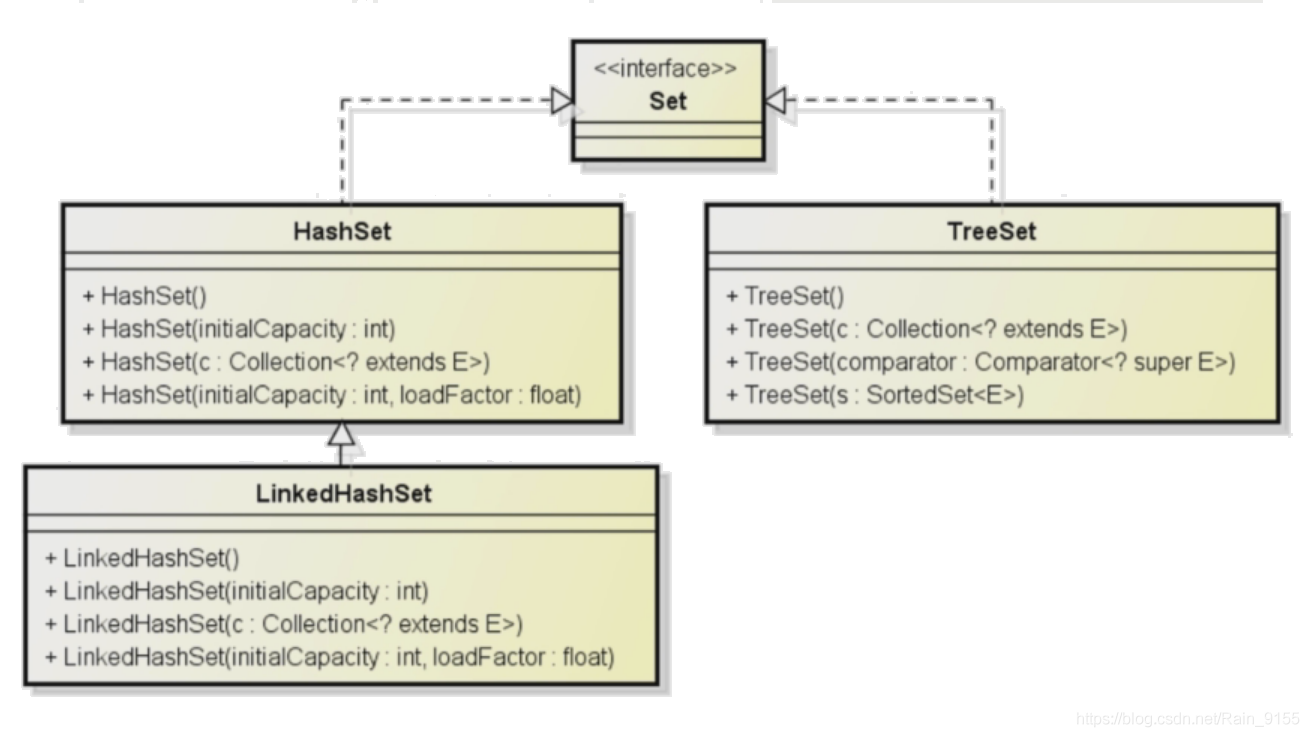 <<interface>>
Set
HashSet
+ HashSet()
+ HashSet(initialCapacity : int)
+ HashSet(c : Collection<? extends E>)
+ HashSet(initialCapacity : int, loadFactor : float)
TreeSet
+ TreeSet()
+ TreeSet(c : Collection<? extends E>)
+ TreeSet(comparator : Comparator<? super E>)
+ TreeSet(s : SortedSet<E>)
LinkedHashSet
+ LinkedHashSet()
+ LinkedHashSet(initialCapacity : int)
+ LinkedHashSet(c : Collection<? extends E>)
+ LinkedHashSet(initialCapacity : int, loadFactor : float)
https://blog.csdn.net/Rain_9155